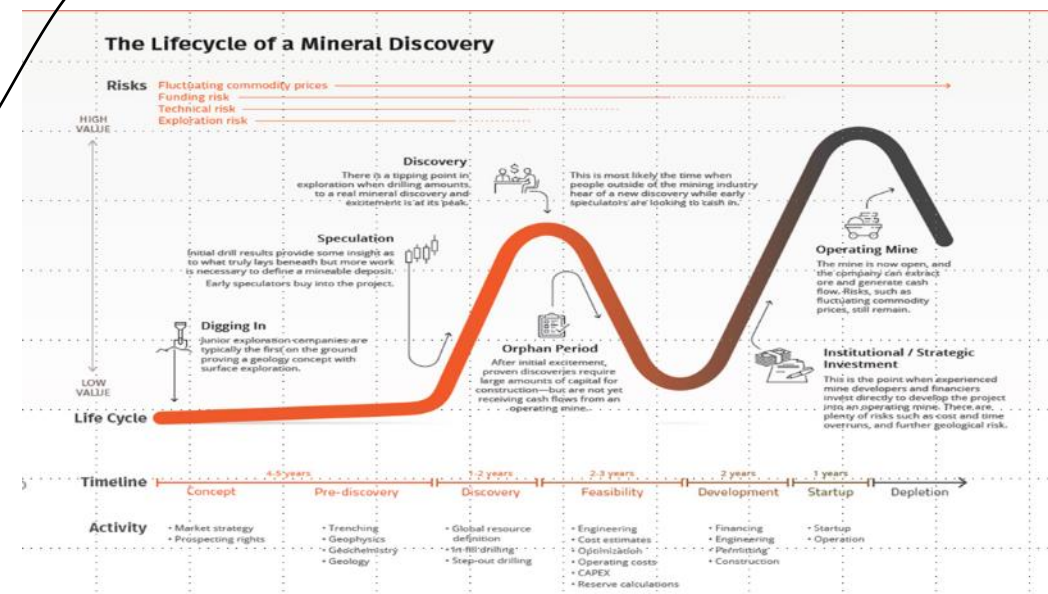 The Lifecycle of a Mineral Discovery
Risks
Fluctuating commodity prices
Funding risk
Technical risk
Exploration risk
HIGH
VALUE
LOW
VALUE
Discovery
There is a tipping point in
exploration when drilling amounts
to a real mineral discovery and
excitement is at its peak.
This is most likely the time when
people outside of the mining industry
hear of a new discovery while early
speculators are looking to cash in.
Speculation
Initial drill results provide some insight as
to what truly lays beneath but more work
is necessary to define a mineable deposit.
Early speculators buy into the project.
Digging In
Junior exploration companies are
typically the first on the ground
proving a geology concept with
surface exploration.
Orphan Period
After initial excitement,
proven discoveries require
large amounts of capital for
construction—but are not yet
receiving cash flows from an
operating mine.
Operating Mine
The mine is now open, and
the company can extract
ore and generate cash
flow. Risks, such as
fluctuating commodity
prices, still remain.
Institutional / Strategic
Investment
This is the point when experienced
mine developers and financiers
invest directly to develop the project
into an operating mine. There are
plenty of risks such as cost and time
overruns, and further geological risk.
Life Cycle
Timeline
4-5 years
1-2 years
2-3 years
2 years
1 years
Concept
Pre-discovery
Discovery
Feasibility
Development
Startup
Depletion
Activity
• Market strategy
• Prospecting rights
• Trenching
• Geophysics
• Geochemistry
• Geology
• Global resource
definition
• In-fill drilling
• Step-out drilling
• Engineering
• Cost estimates
• Optimization
• Operating costs
• CAPEX
• Reserve calculations
• Financing
• Engineering
• Permitting
• Construction
• Startup
• Operation